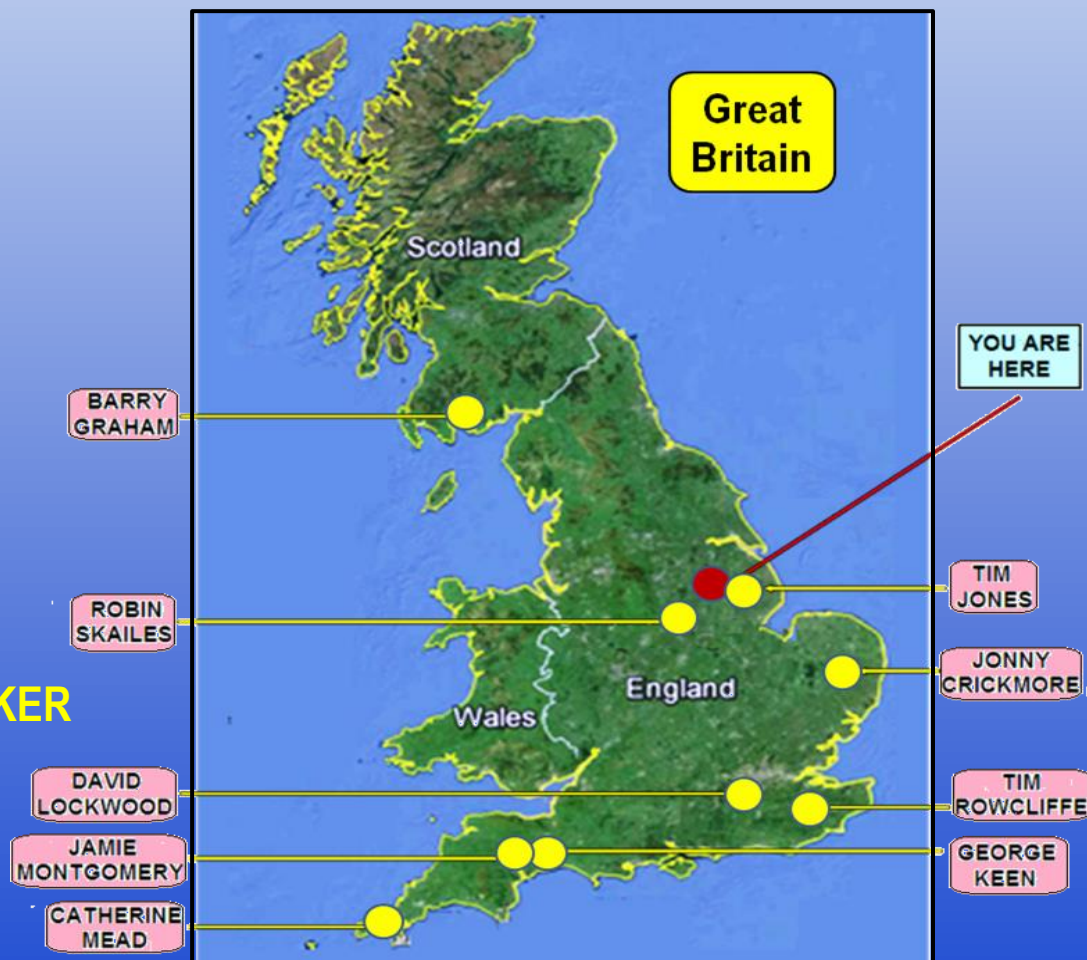 Great
Britain
Scotland
YOU ARE
HERE
BARRY
GRAHAM
TIM
JONES
ROBIN
SKAILES
JONNY
CRICKMORE
England
KER
Wales
DAVID
LOCKWOOD
TIM
ROWCLIFFE
JAMIE
MONTGOMERY
GEORGE
KEEN
CATHERINE
MEAD